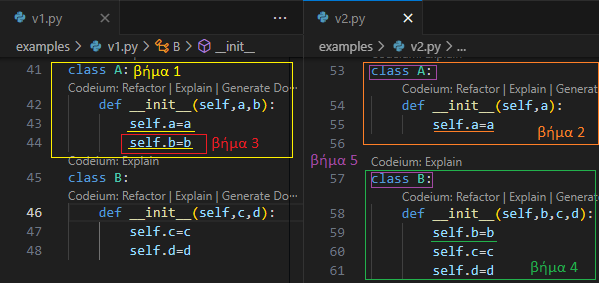 v1.py
examples > v1.py > B > __init__
41 class A: βήμα 1
Codeium: Refactor | Explain | Generate Do...
42 def __init__(self,a,b):
43 self.a=a
44 self.b=b βήμα 3
Codeium: Explain
45 class B:
Codeium: Refactor | Explain | Generate Do...
46 def __init__(self,c,d):
47 self.c=c
48 self.d=d
v2.py
examples > v2.py > ...
53 class A:
Codeium: Refactor | Explain | Generate
54 def __init__(self,a):
55 self.a=a
56 βήμα 2
βήμα 5 Codeium: Explain
57 class B:
Codeium: Refactor | Explain | Generate
58 def __init__(self,b,c,d):
59 self.b=b
60 self.c=c
61 self.d=d βήμα 4